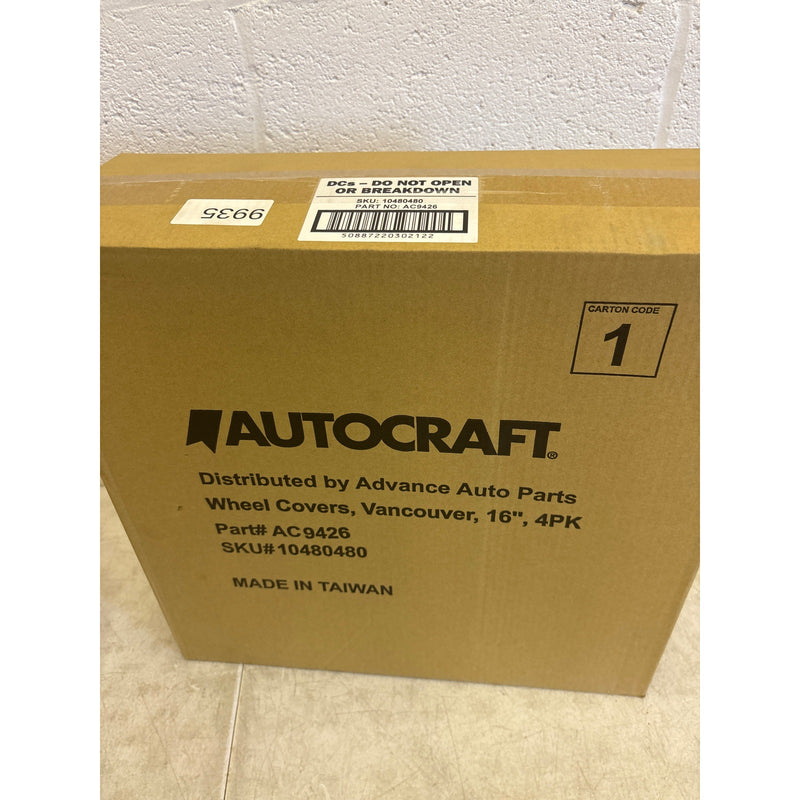 DCs – DO NOT OPEN
OR BREAKDOWN
SKU: 10480480
PART NO: AC9426
50887220302122
9935
CARTON CODE
1
AUTOCRAFT®
Distributed by Advance Auto Parts
Wheel Covers, Vancouver, 16", 4PK
Part# AC9426
SKU#10480480
MADE IN TAIWAN